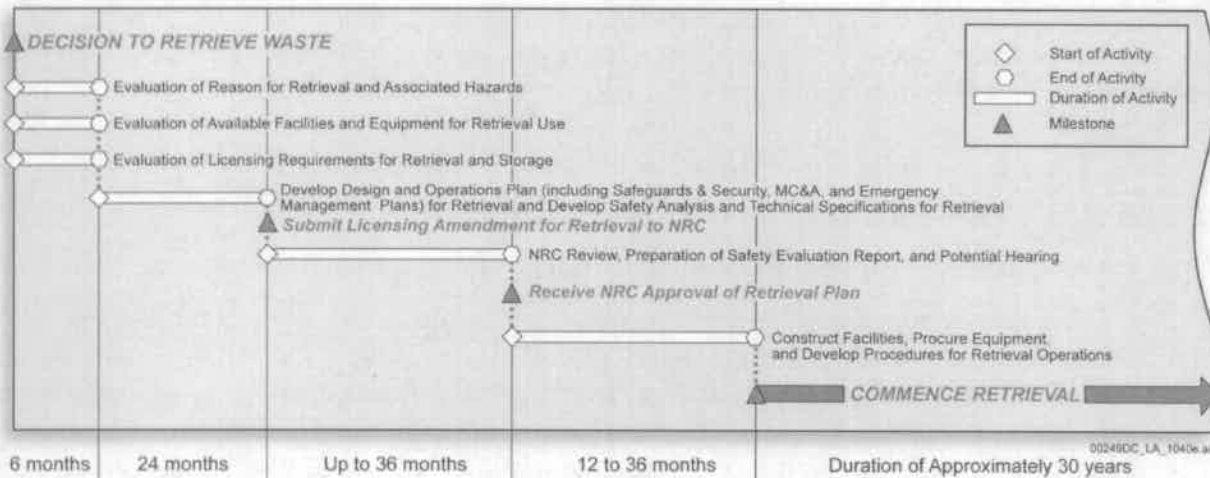 DECISION TO RETRIEVE WASTE
Start of Activity
End of Activity
Duration of Activity
Milestone
Evaluation of Reason for Retrieval and Associated Hazards
Evaluation of Available Facilities and Equipment for Retrieval Use
Evaluation of Licensing Requirements for Retrieval and Storage
Develop Design and Operations Plan (including Safeguards & Security, MC&A, and Emergency
Management Plans) for Retrieval and Develop Safety Analysis and Technical Specifications for Retrieval
Submit Licensing Amendment for Retrieval to NRC
NRC Review, Preparation of Safety Evaluation Report, and Potential Hearing
Receive NRC Approval of Retrieval Plan
Construct Facilities, Procure Equipment,
and Develop Procedures for Retrieval Operations
COMMENCE RETRIEVAL
00249DC_LA_1040e.ai
6 months 24 months Up to 36 months 12 to 36 months Duration of Approximately 30 years